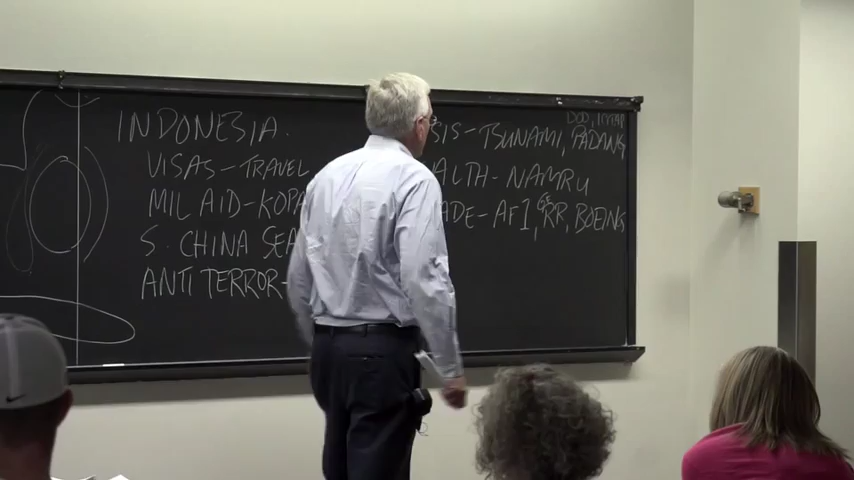 INDONESIA.
VISAS-TRAVEL
MIL AID-KOPA
S. CHINA SEA
ANTI TERROR-
DOD,
SIS-TSUNAMI, PADANG
ALTH-NAMRU
ADE-AF1, GE RR, BOEING